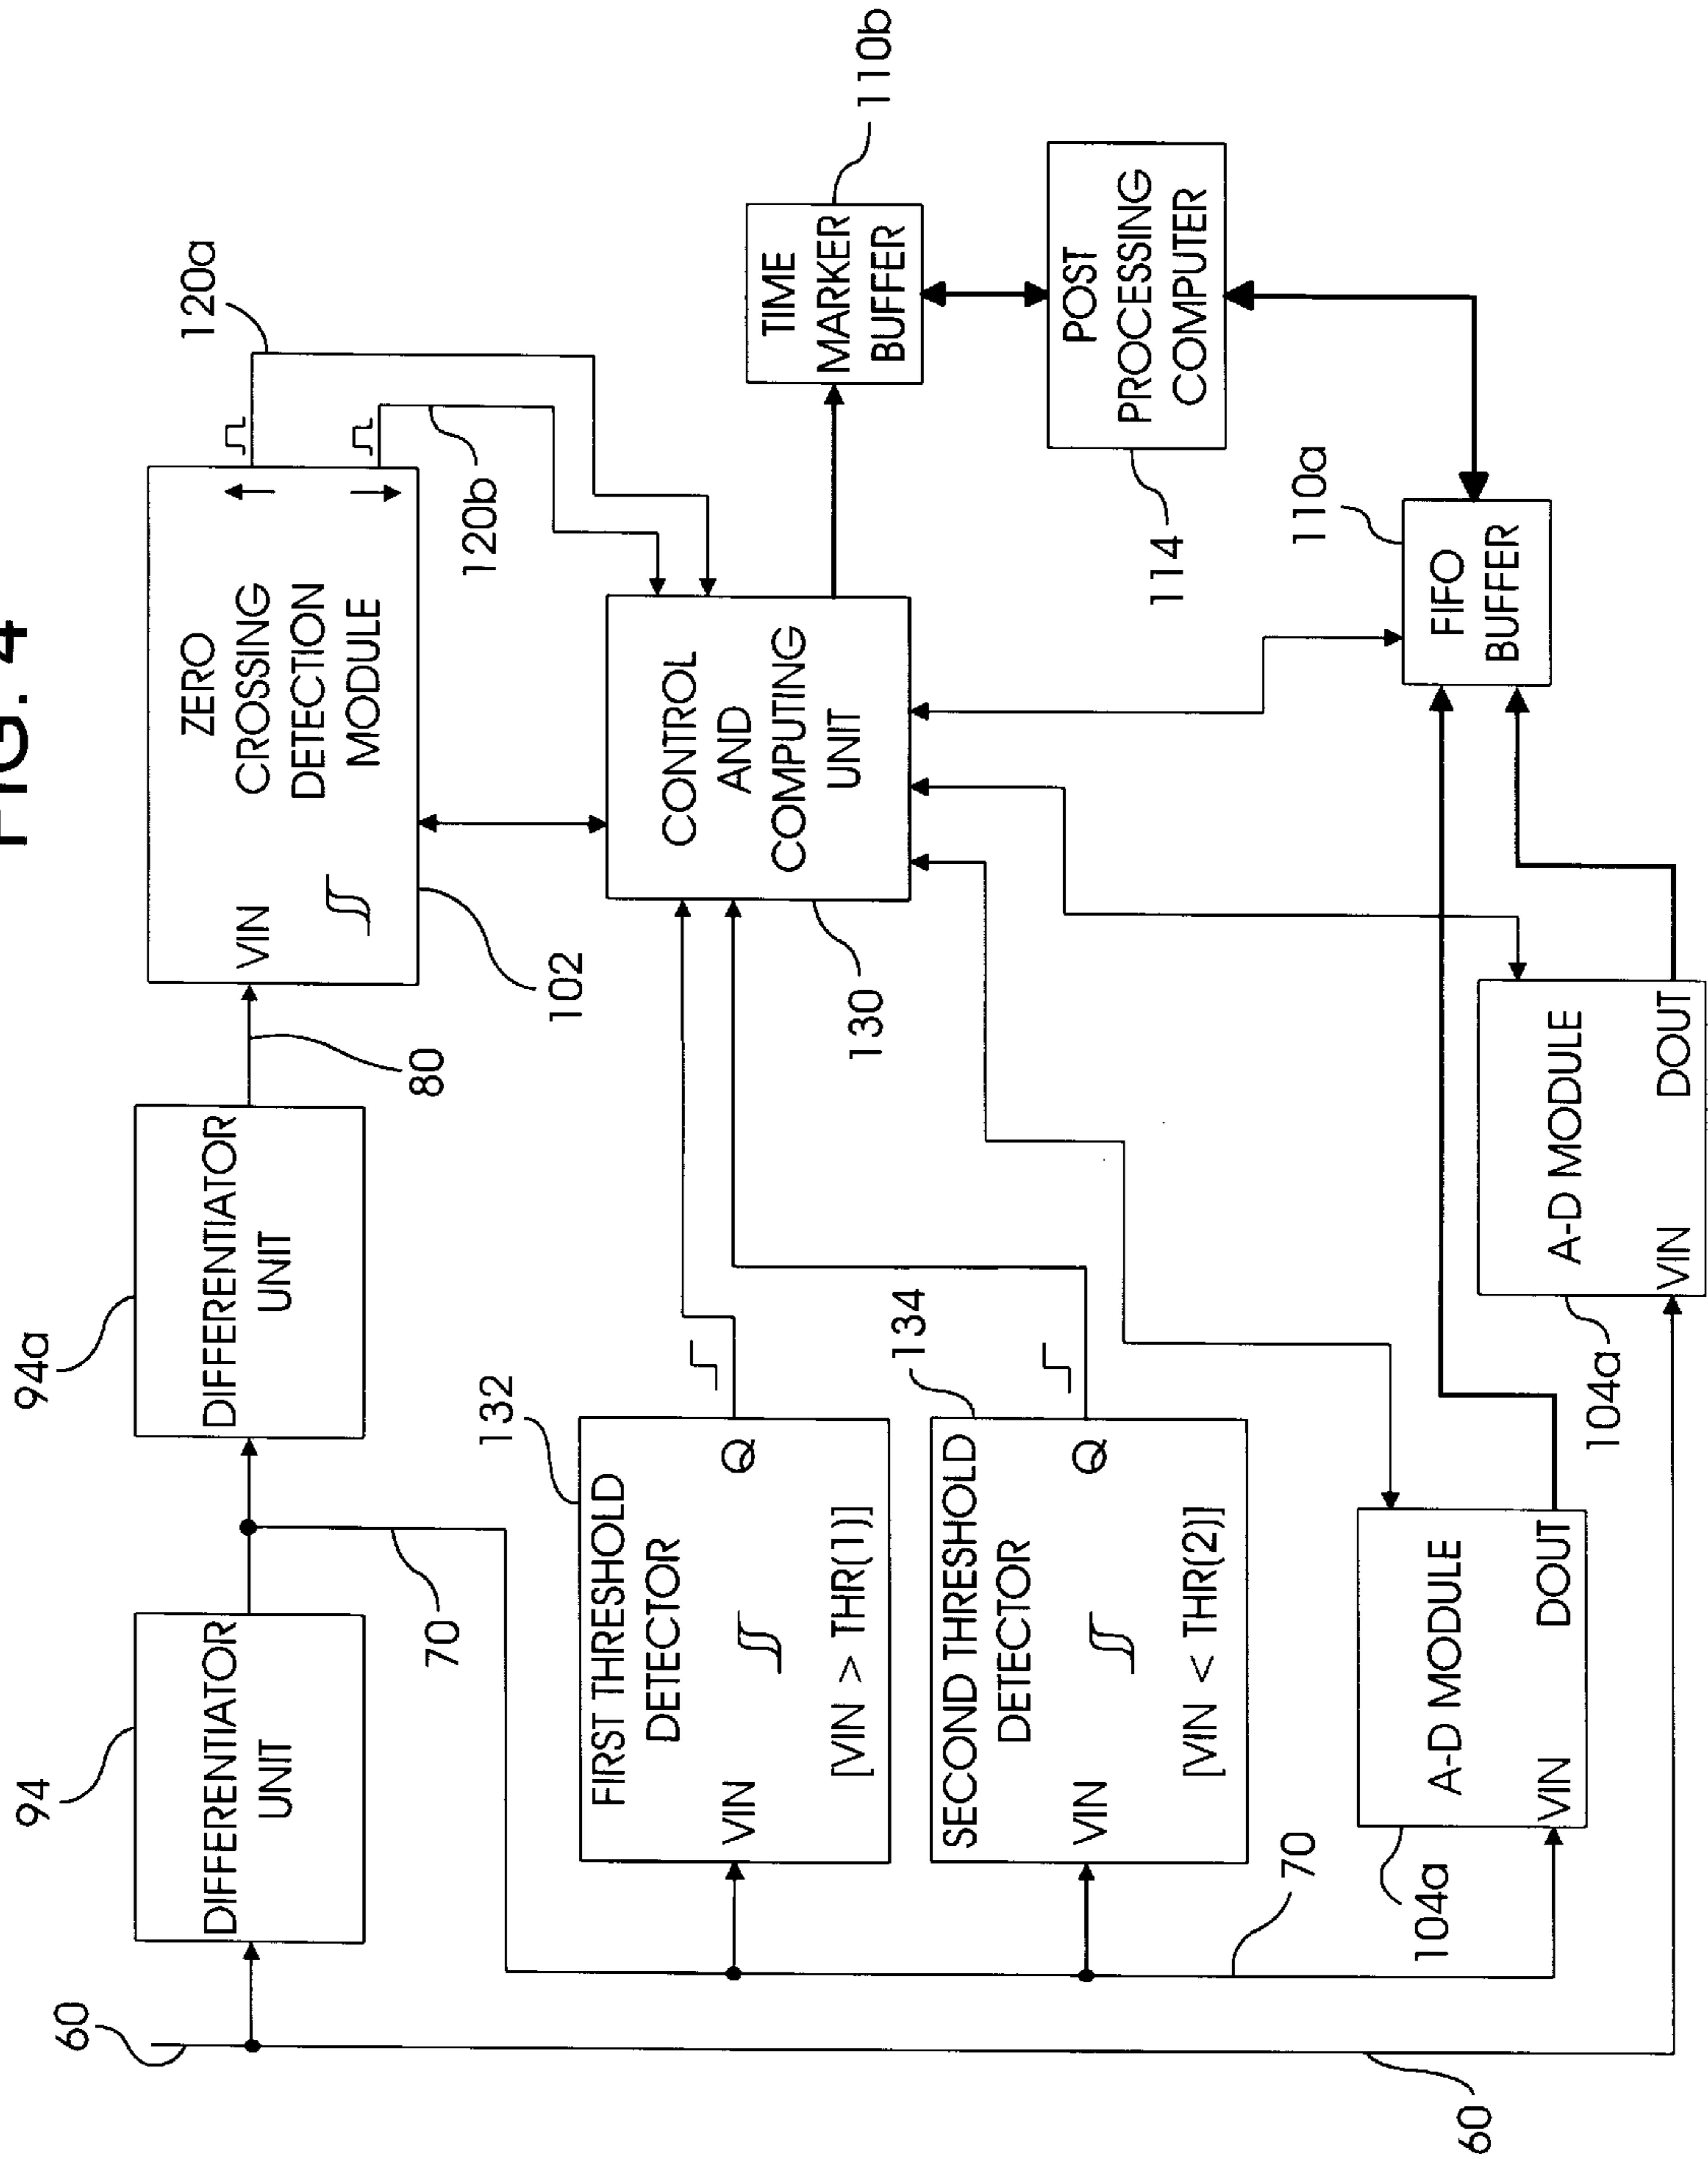 FIG. 4
60
94
DIFFERENTIATOR
UNIT
70
94a
DIFFERENTIATOR
UNIT
80
VIN
ZERO
CROSSING
DETECTION
MODULE
102
120a
120b
132
FIRST THRESHOLD
DETECTOR
VIN
Q
[VIN > THR(1)]
134
SECOND THRESHOLD
DETECTOR
VIN
Q
[VIN < THR(2)]
CONTROL
AND
COMPUTING
UNIT
130
TIME
MARKER
BUFFER
110b
POST
PROCESSING
COMPUTER
114
70
104a
A-D MODULE
VIN
DOUT
104a
A-D MODULE
VIN
DOUT
110a
FIFO
BUFFER
60